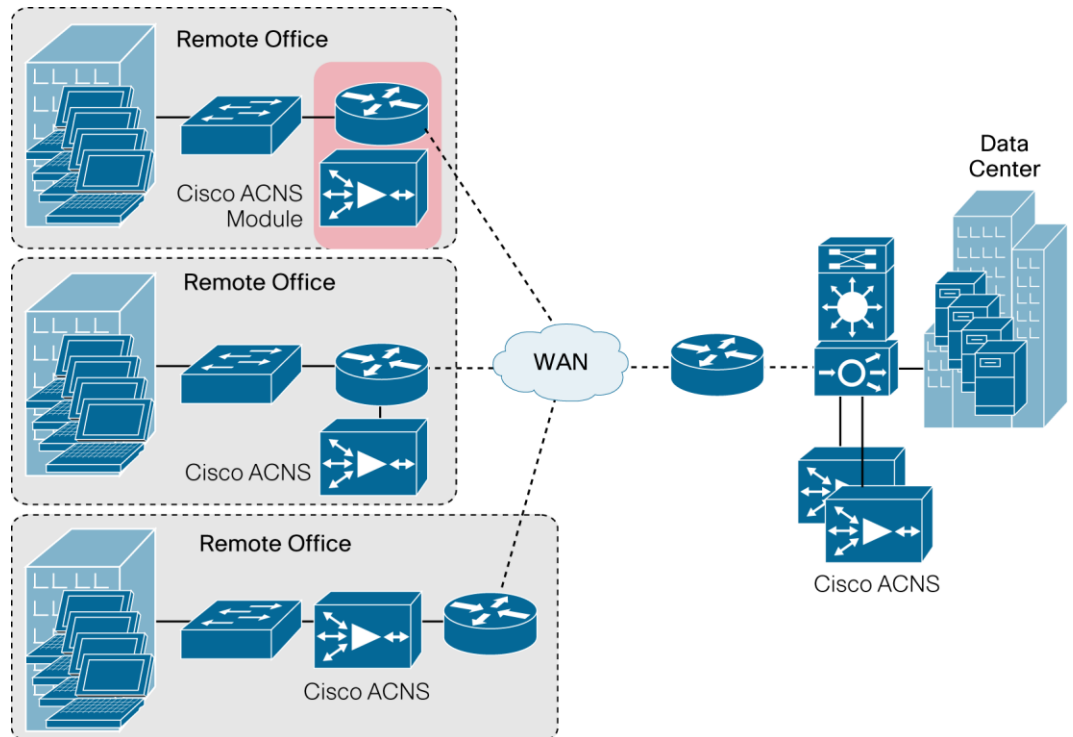 Remote Office
Cisco ACNS
Module
Remote Office
Cisco ACNS
Remote Office
Cisco ACNS
WAN
Data
Center
Cisco ACNS